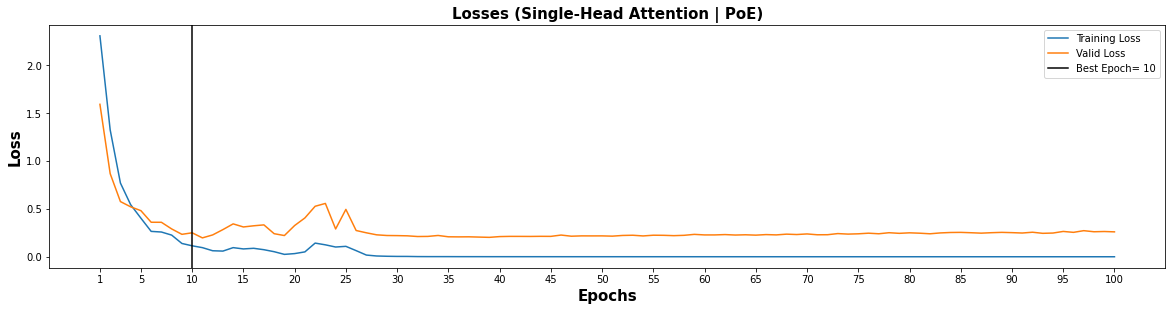 Losses (Single-Head Attention | PoE)
Training Loss
Valid Loss
Best Epoch= 10
Loss
2.0
1.5
1.0
0.5
0.0
1 5 10 15 20 25 30 35 40 45 50 55 60 65 70 75 80 85 90 95 100
Epochs